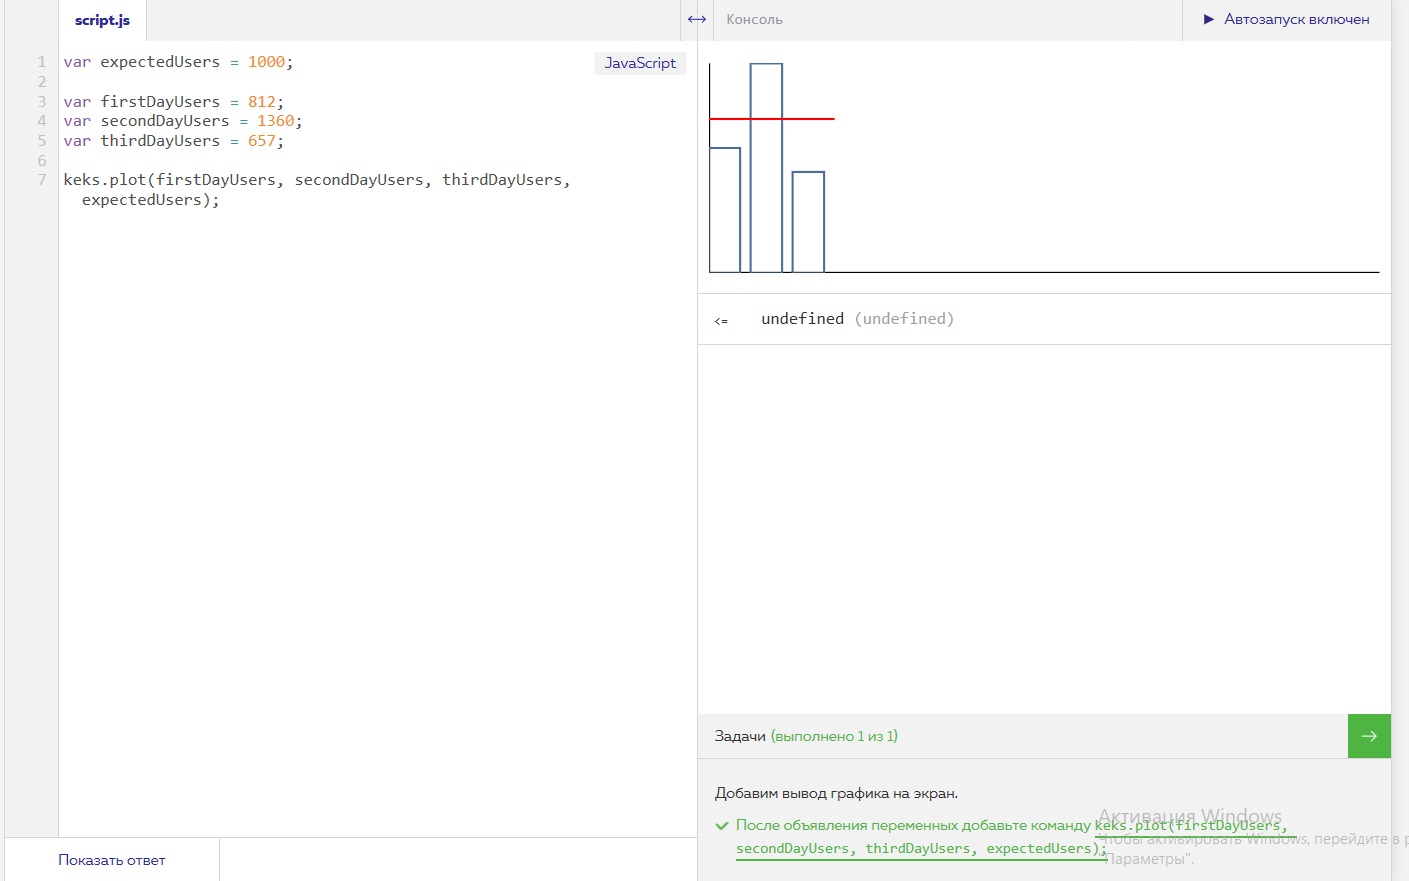 script.js
Консоль
Автозапуск включен
JavaScript
1 var expectedUsers = 1000;
2
3 var firstDayUsers = 812;
4 var secondDayUsers = 1360;
5 var thirdDayUsers = 657;
6
7 keks.plot(firstDayUsers, secondDayUsers, thirdDayUsers,
expectedUsers);
<= undefined (undefined)
Задачи (выполнено 1 из 1)
Добавим вывод графика на экран.
После объявления переменных добавьте команду keks.plot(firstDayUsers,
secondDayUsers, thirdDayUsers, expectedUsers);
Активация Windows
Чтобы активировать Windows, перейдите в
"Параметры".
Показать ответ